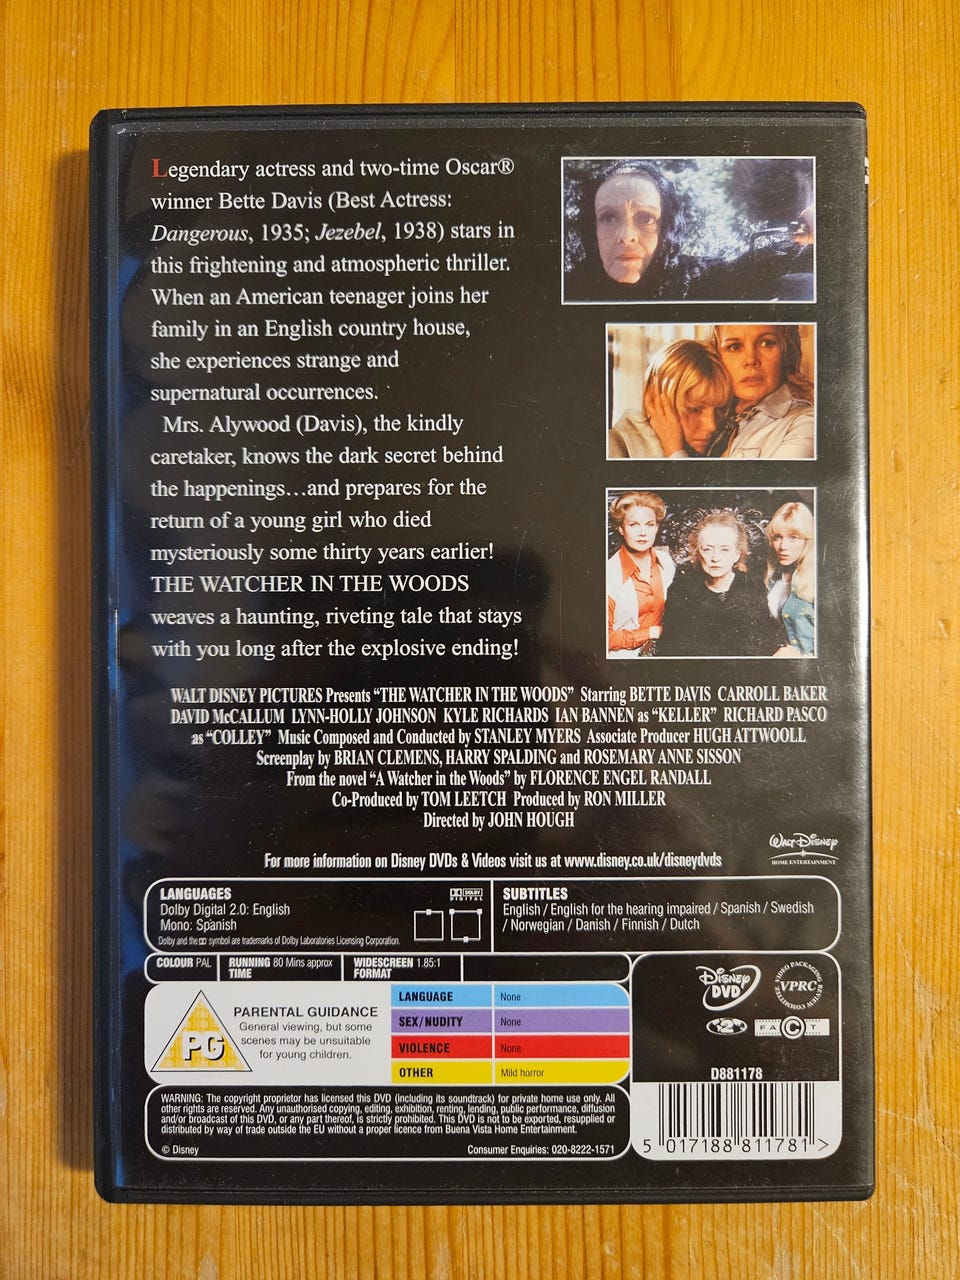 Legendary actress and two-time Oscar®
winner Bette Davis (Best Actress:
Dangerous, 1935; Jezebel, 1938) stars in
this frightening and atmospheric thriller.
When an American teenager joins her
family in an English country house,
she experiences strange and
supernatural occurrences.
Mrs. Alywood (Davis), the kindly
caretaker, knows the dark secret behind
the happenings...and prepares for the
return of a young girl who died
mysteriously some thirty years earlier!
THE WATCHER IN THE WOODS
weaves a haunting, riveting tale that stays
with you long after the explosive ending!
WALT DISNEY PICTURES Presents "THE WATCHER IN THE WOODS" Starring BETTE DAVIS CARROLL BAKER
DAVID McCALLUM LYNN-HOLLY JOHNSON KYLE RICHARDS IAN BANNEN as "KELLER" RICHARD PASCO
as "COLLEY" Music Composed and Conducted by STANLEY MYERS Associate Producer HUGH ATTWOOLL
Screenplay by BRIAN CLEMENS, HARRY SPALDING and ROSEMARY ANNE SISSON
From the novel "A Watcher in the Woods" by FLORENCE ENGEL RANDALL
Co-Produced by TOM LEETCH Produced by RON MILLER
Directed by JOHN HOUGH
WALT DISNEY
HOME ENTERTAINMENT
For more information on Disney DVDs & Videos visit us at www.disney.co.uk/disneydvds
LANGUAGES
Dolby Digital 2.0: English
Mono: Spanish
Dolby and the DD symbol are trademarks of Dolby Laboratories Licensing Corporation.
DOLBY
DIGITAL
SUBTITLES
English / English for the hearing impaired / Spanish / Swedish
/ Norwegian / Danish / Finnish / Dutch
COLOUR PAL
RUNNING TIME 80 Mins approx
WIDESCREEN FORMAT 1.85:1
PG
PARENTAL GUIDANCE
General viewing, but some
scenes may be unsuitable
for young children.
LANGUAGE None
SEX/NUDITY None
VIOLENCE None
OTHER Mild horror
DISNEY DVD
VIDEO PACKAGING REVIEW COMMITTEE
VPRC
2
FACT
D881178
5 017188 811781 >
WARNING: The copyright proprietor has licensed this DVD (including its soundtrack) for private home use only. All
other rights are reserved. Any unauthorised copying, editing, exhibition, renting, lending, public performance, diffusion
and/or broadcast of this DVD, or any part thereof, is strictly prohibited. This DVD is not to be exported, resupplied or
distributed by way of trade outside the EU without a proper licence from Buena Vista Home Entertainment.
© Disney
Consumer Enquiries: 020-8222-1571